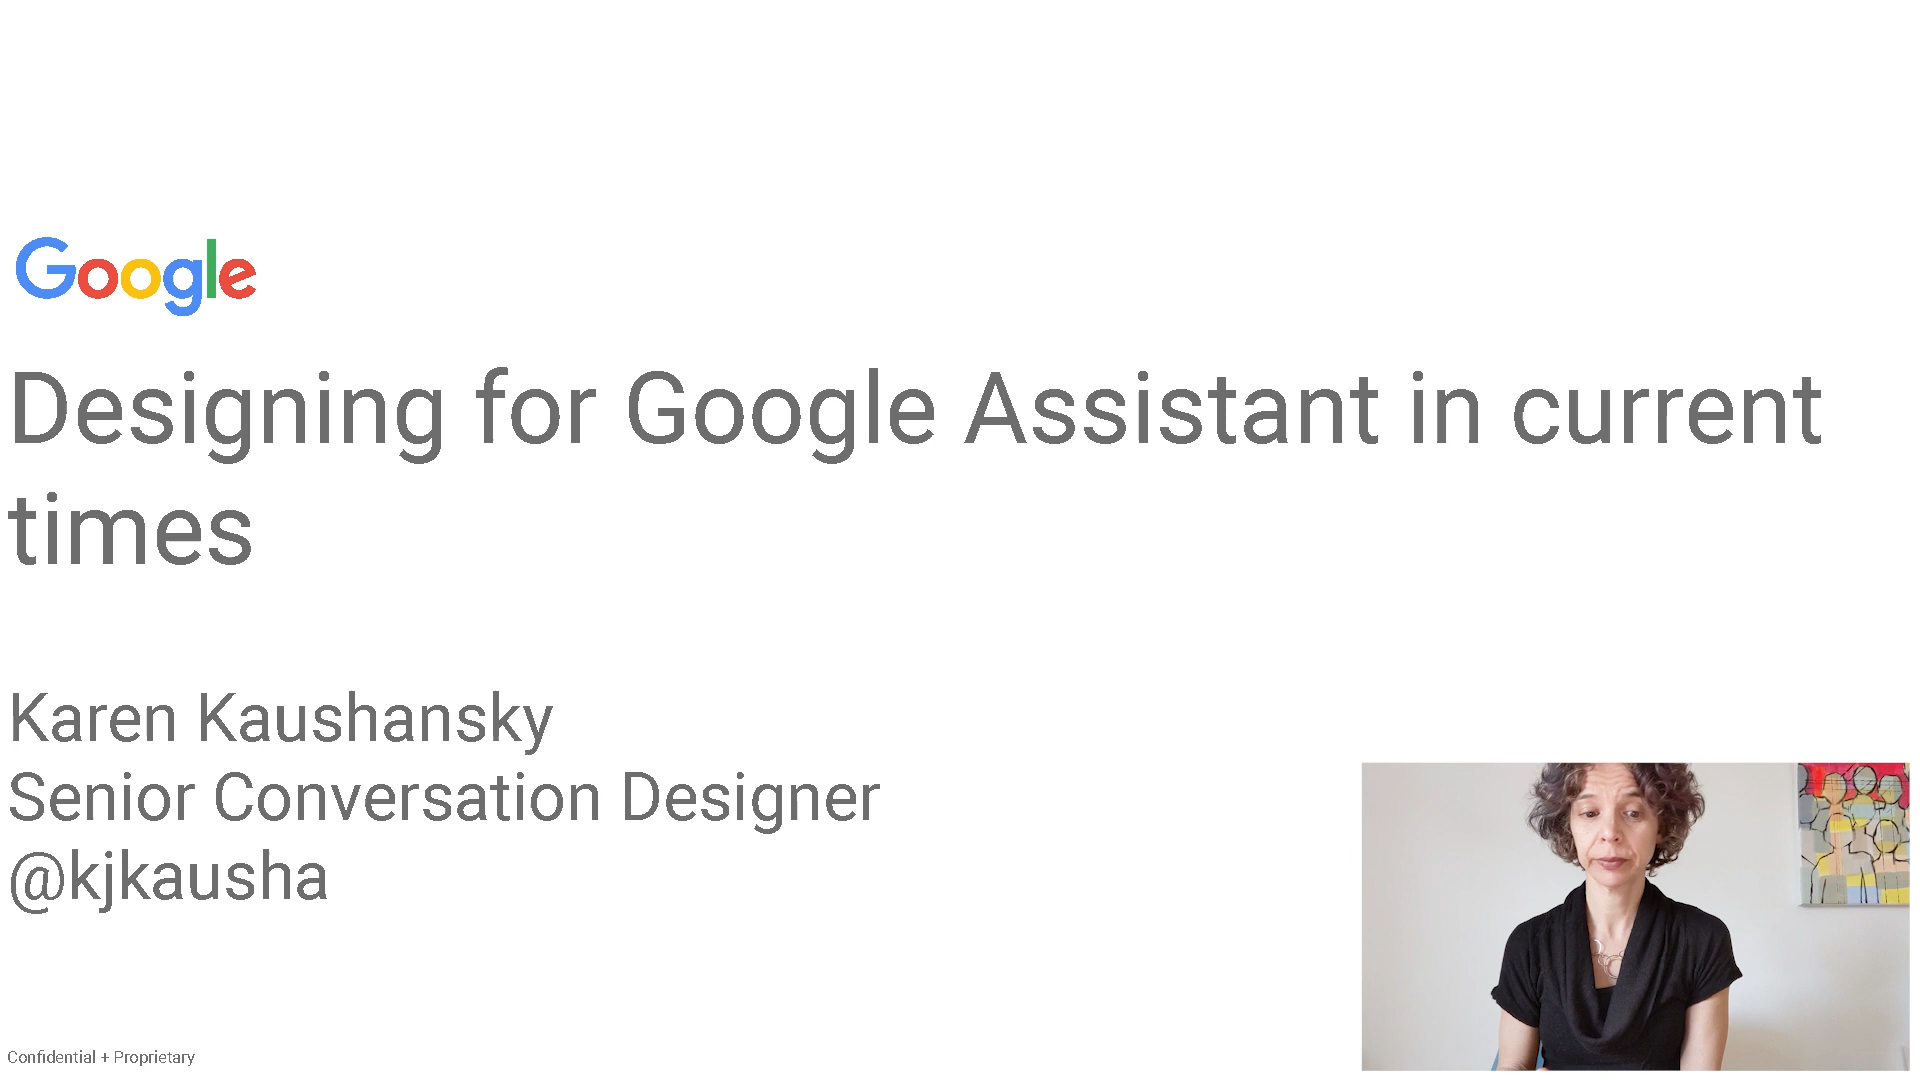 Google
Designing for Google Assistant in current
times
Karen Kaushansky
Senior Conversation Designer
@kjkausha
Confidential + Proprietary